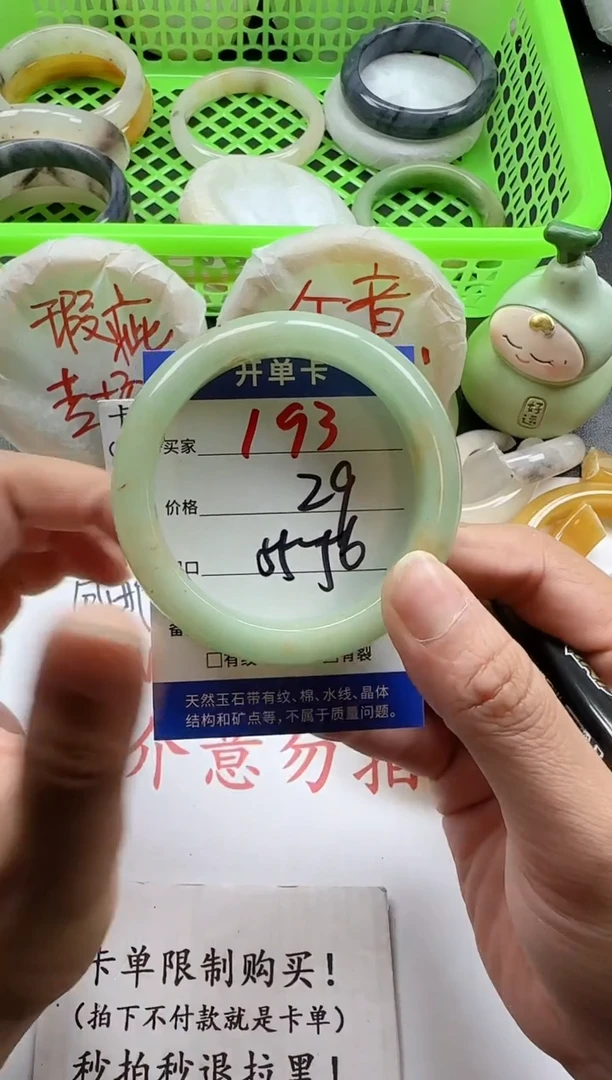 瑕疵
专场
介意
开单卡
买家 193
价格 29
口
□有纹
□有裂
天然玉石带有纹、棉、水线、晶体
结构和矿点等，不属于质量问题。
好运
介意勿拍
卡单限制购买！
（拍下不付款就是卡单）
秒拍秒退拉黑！